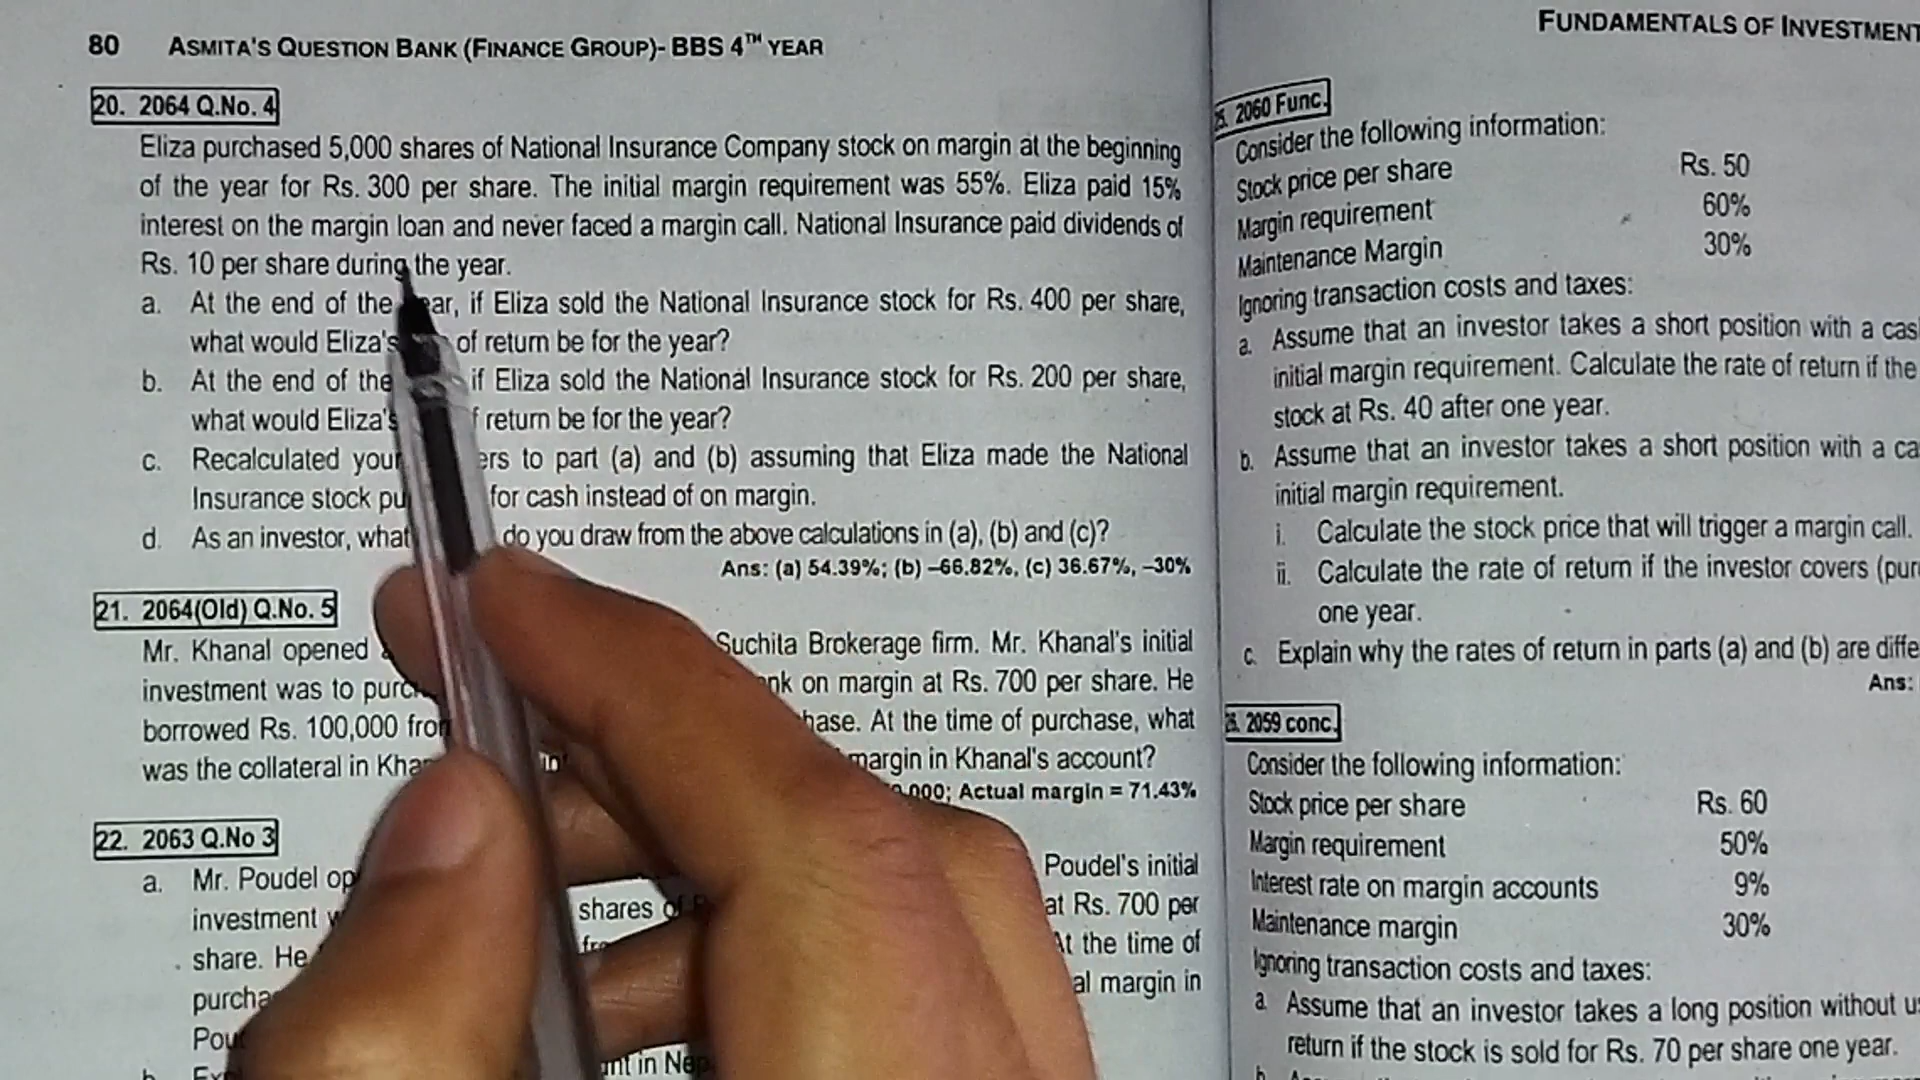 80 ASMITA'S QUESTION BANK (FINANCE GROUP)- BBS 4TH YEAR
20. 2064 Q.No. 4
Eliza purchased 5,000 shares of National Insurance Company stock on margin at the beginning
of the year for Rs. 300 per share. The initial margin requirement was 55%. Eliza paid 15%
interest on the margin loan and never faced a margin call. National Insurance paid dividends of
Rs. 10 per share during the year.
a. At the end of the ar, if Eliza sold the National Insurance stock for Rs. 400 per share,
what would Eliza's of return be for the year?
b. At the end of the if Eliza sold the National Insurance stock for Rs. 200 per share,
what would Eliza's f return be for the year?
c. Recalculated your ers to part (a) and (b) assuming that Eliza made the National
Insurance stock pu for cash instead of on margin.
d. As an investor, what do you draw from the above calculations in (a), (b) and (c)?
Ans: (a) 54.39%; (b) –66.82%, (c) 36.67%, –30%
21. 2064(Old) Q.No. 5
Mr. Khanal opened Suchita Brokerage firm. Mr. Khanal's initial
investment was to purc nk on margin at Rs. 700 per share. He
borrowed Rs. 100,000 from hase. At the time of purchase, what
was the collateral in Kha margin in Khanal's account?
000; Actual margin = 71.43%
22. 2063 Q.No 3
a. Mr. Poudel op Poudel's initial
investment w shares of at Rs. 700 per
share. He fro At the time of
purcha al margin in
Pou
b. nt in Nep
FUNDAMENTALS OF INVESTMENT
25. 2060 Func.
Consider the following information:
Stock price per share Rs. 50
Margin requirement 60%
Maintenance Margin 30%
Ignoring transaction costs and taxes:
a. Assume that an investor takes a short position with a cas
initial margin requirement. Calculate the rate of return if the
stock at Rs. 40 after one year.
b. Assume that an investor takes a short position with a ca
initial margin requirement.
i. Calculate the stock price that will trigger a margin call.
ii. Calculate the rate of return if the investor covers (pur
one year.
c. Explain why the rates of return in parts (a) and (b) are diffe
Ans:
26. 2059 conc.
Consider the following information:
Stock price per share Rs. 60
Margin requirement 50%
Interest rate on margin accounts 9%
Maintenance margin 30%
Ignoring transaction costs and taxes:
a. Assume that an investor takes a long position without us
return if the stock is sold for Rs. 70 per share one year.
b.